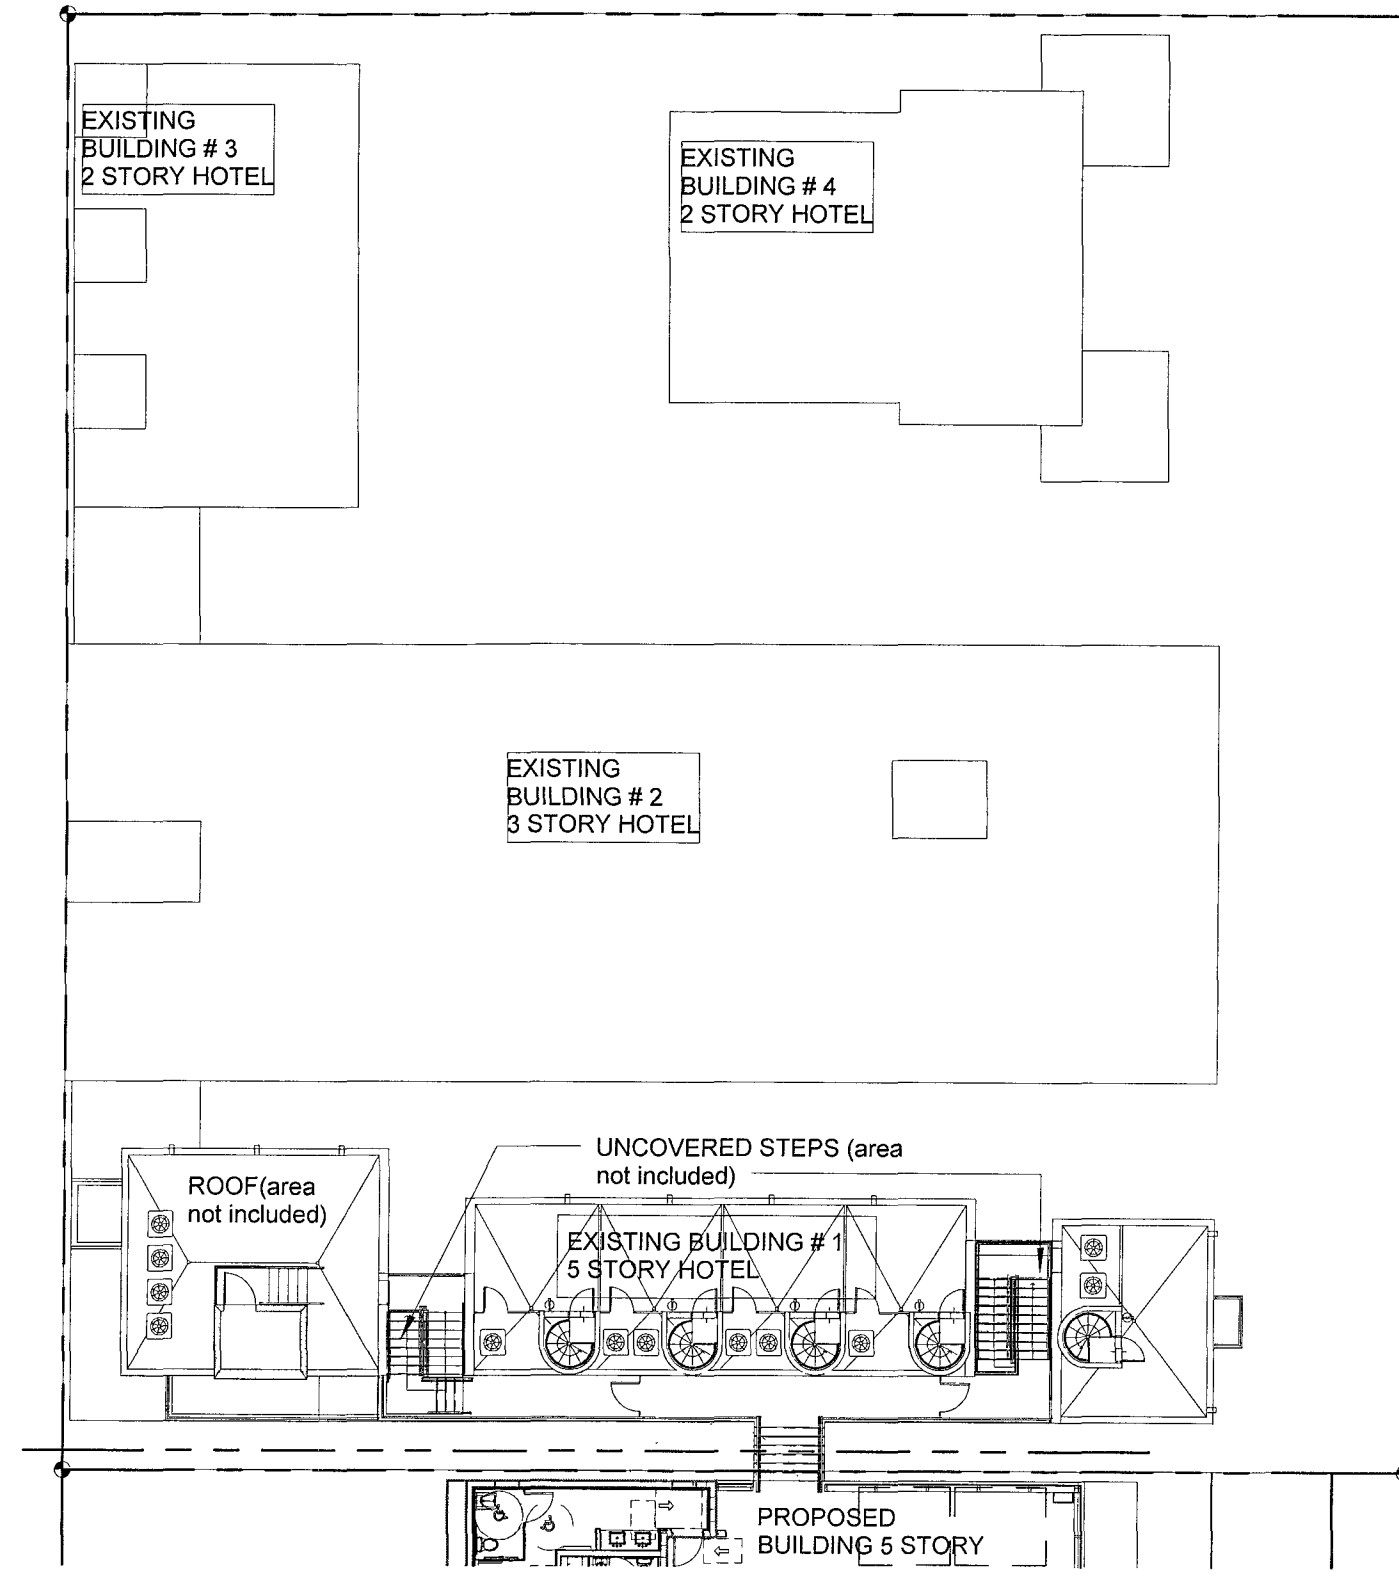 EXISTING
BUILDING # 3
2 STORY HOTEL
EXISTING
BUILDING # 4
2 STORY HOTEL
EXISTING
BUILDING # 2
3 STORY HOTEL
UNCOVERED STEPS (area
not included)
ROOF(area
not included)
EXISTING BUILDING # 1
5 STORY HOTEL
PROPOSED
BUILDING 5 STORY